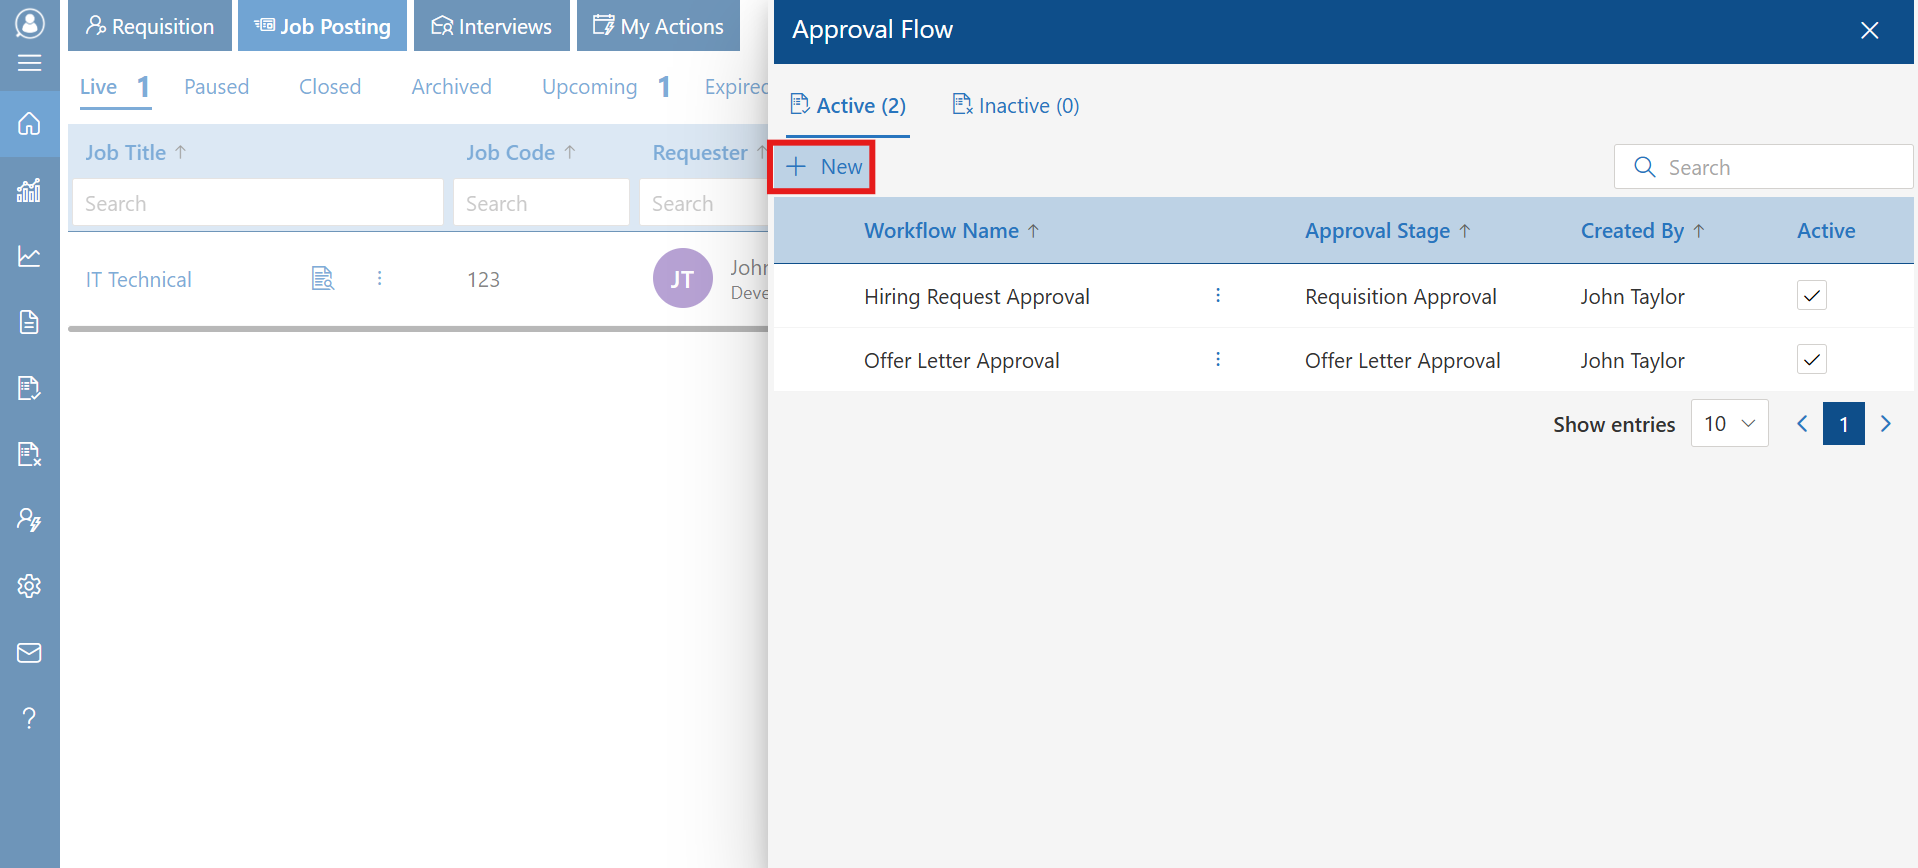 Requisition
Job Posting
Interviews
My Actions
Live 1
Paused
Closed
Archived
Upcoming 1
Expired
Job Title
Job Code
Requester
Search
Search
Search
IT Technical
123
JT
John
Deve
Approval Flow
Active (2)
Inactive (0)
New
Search
Workflow Name
Approval Stage
Created By
Active
Hiring Request Approval
Requisition Approval
John Taylor
Offer Letter Approval
Offer Letter Approval
John Taylor
Show entries
10
1